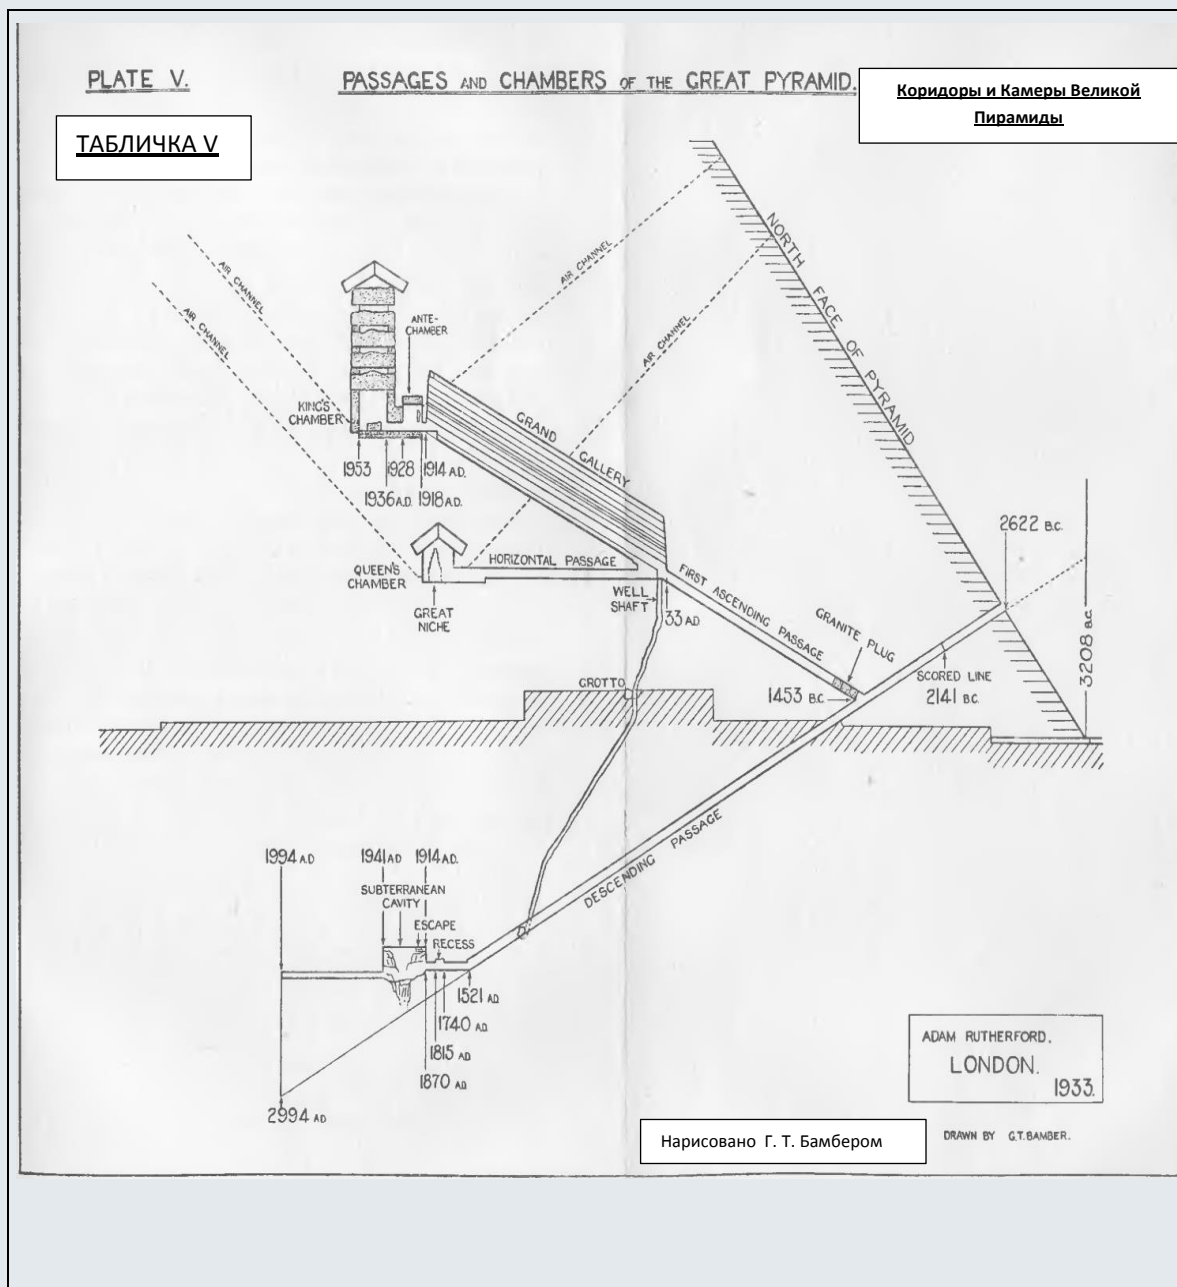 PLATE V.
PASSAGES AND CHAMBERS OF THE GREAT PYRAMID.
Коридоры и Камеры Великой
Пирамиды
ТАБЛИЧКА V
NORTH FACE OF PYRAMID
AIR CHANNEL
AIR CHANNEL
AIR CHANNEL
AIR CHANNEL
ANTE-
CHAMBER
KING'S
CHAMBER
GRAND GALLERY
1953
1928
1914 A.D.
1936 A.D.
1918 A.D.
2622 B.C.
HORIZONTAL PASSAGE
QUEEN'S
CHAMBER
GREAT
NICHE
WELL
SHAFT
33 A.D
FIRST ASCENDING PASSAGE
GRANITE PLUG
SCORED LINE
2141 B.C.
3208 B.C.
GROTTO
1453 B.C.
DESCENDING PASSAGE
1994 A.D
1941 A.D
1914 A.D.
SUBTERRANEAN
CAVITY
ESCAPE
RECESS
1521 A.D.
1740 A.D
1815 A.D
1870 A.D.
2994 A.D
ADAM RUTHERFORD.
LONDON.
1933.
Нарисовано Г. Т. Бамбером
DRAWN BY G.T.BAMBER.